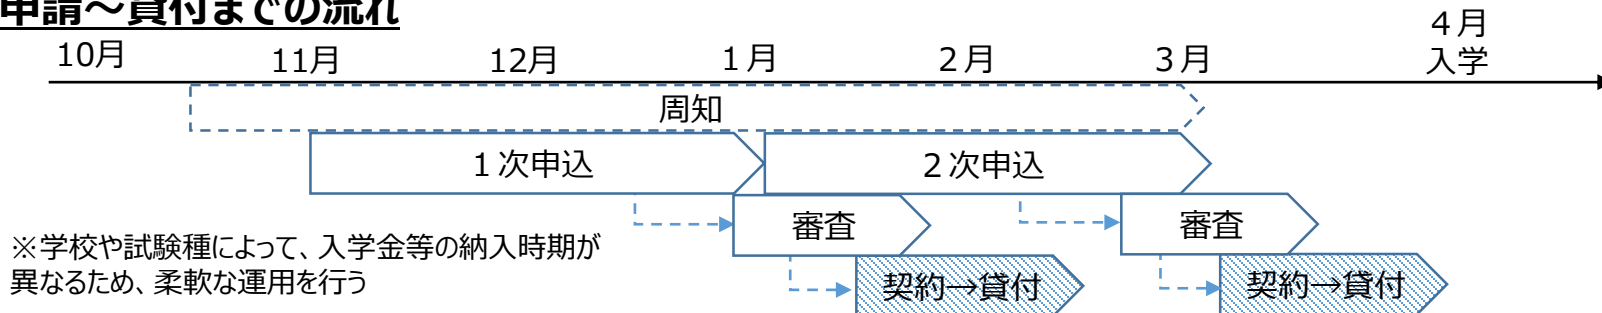 申請～貸付までの流れ
10月
11月
12月
１月
２月
３月
４月
入学
周知
１次申込
２次申込
審査
審査
※学校や試験種によって、入学金等の納入時期が
異なるため、柔軟な運用を行う
契約→貸付
契約→貸付